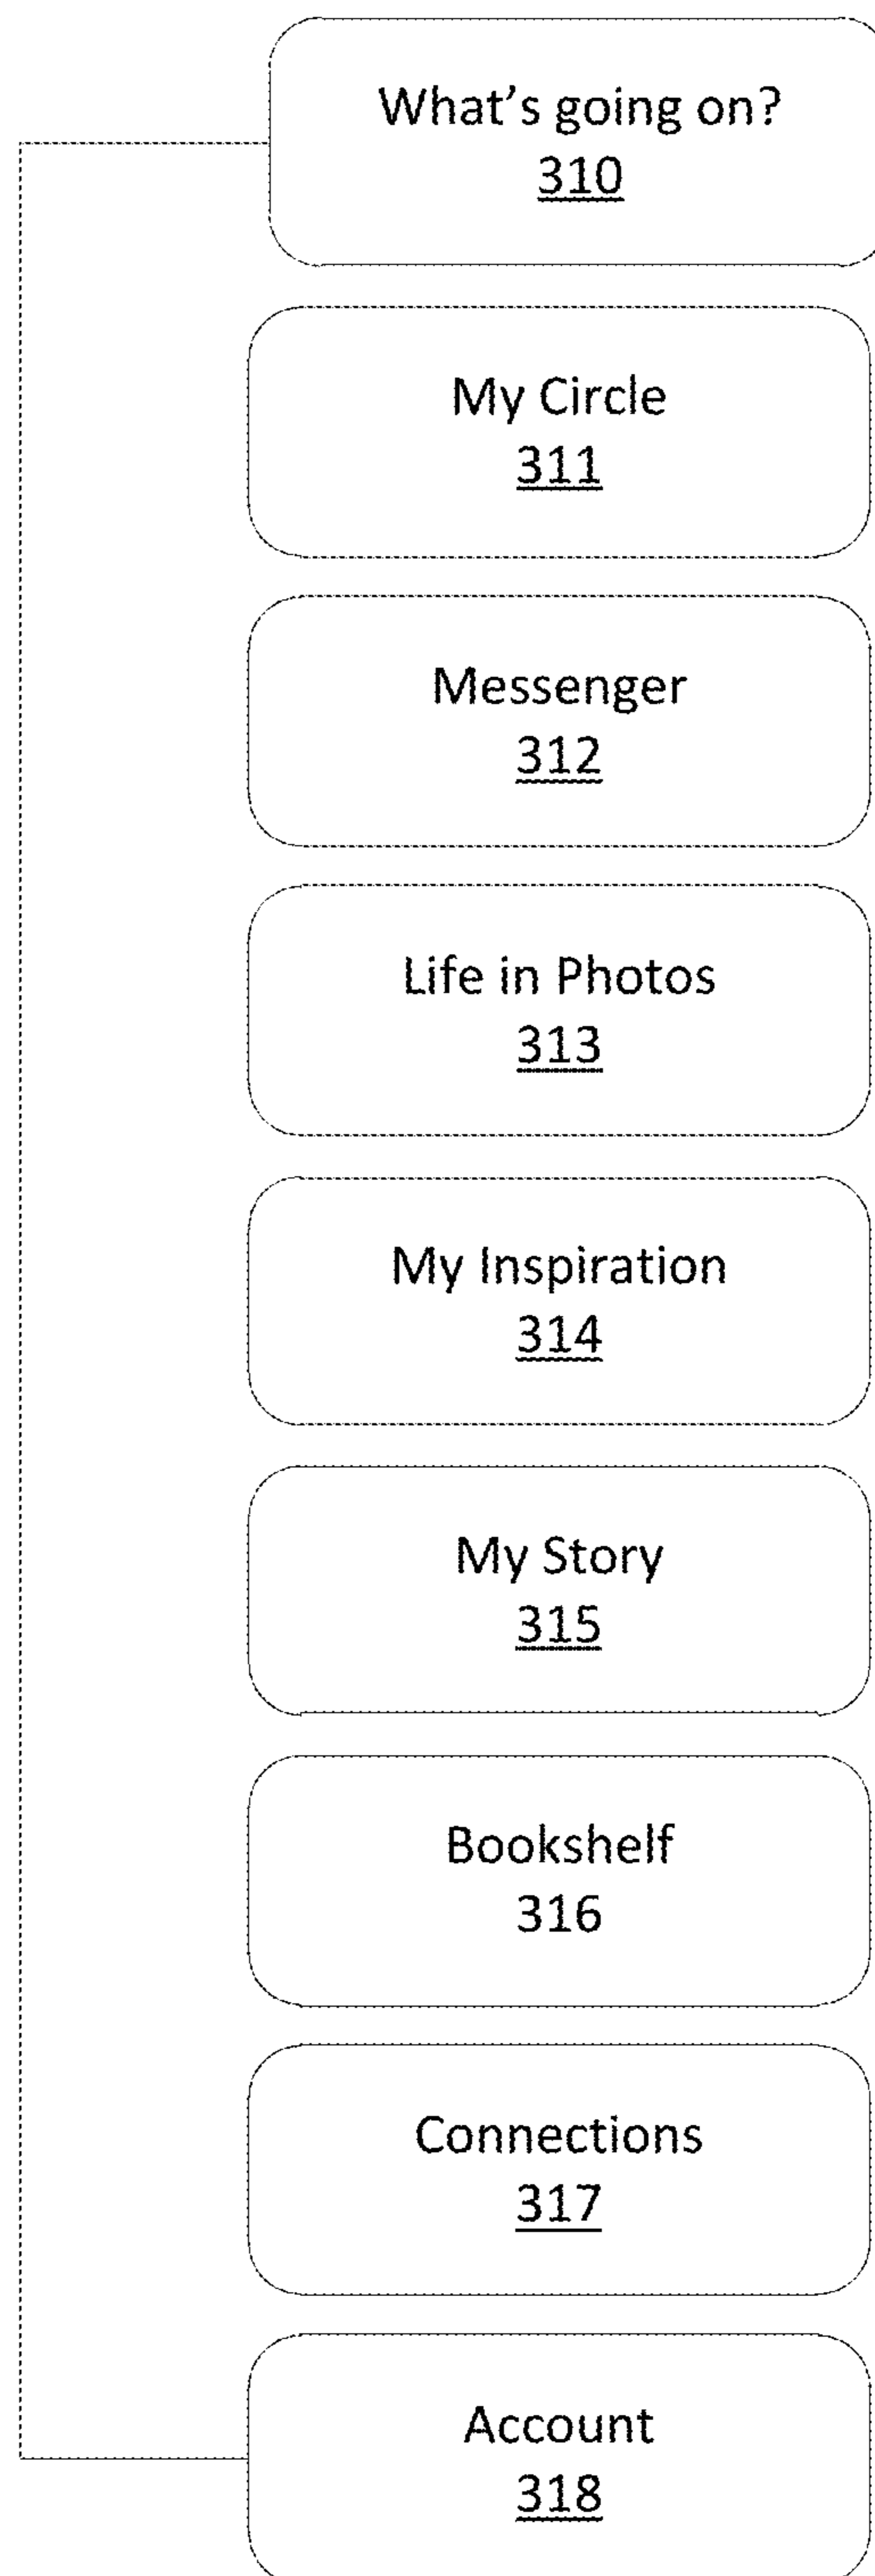 What's going on?
310
My Circle
311
Messenger
312
Life in Photos
313
My Inspiration
314
My Story
315
Bookshelf
316
Connections
317
Account
318